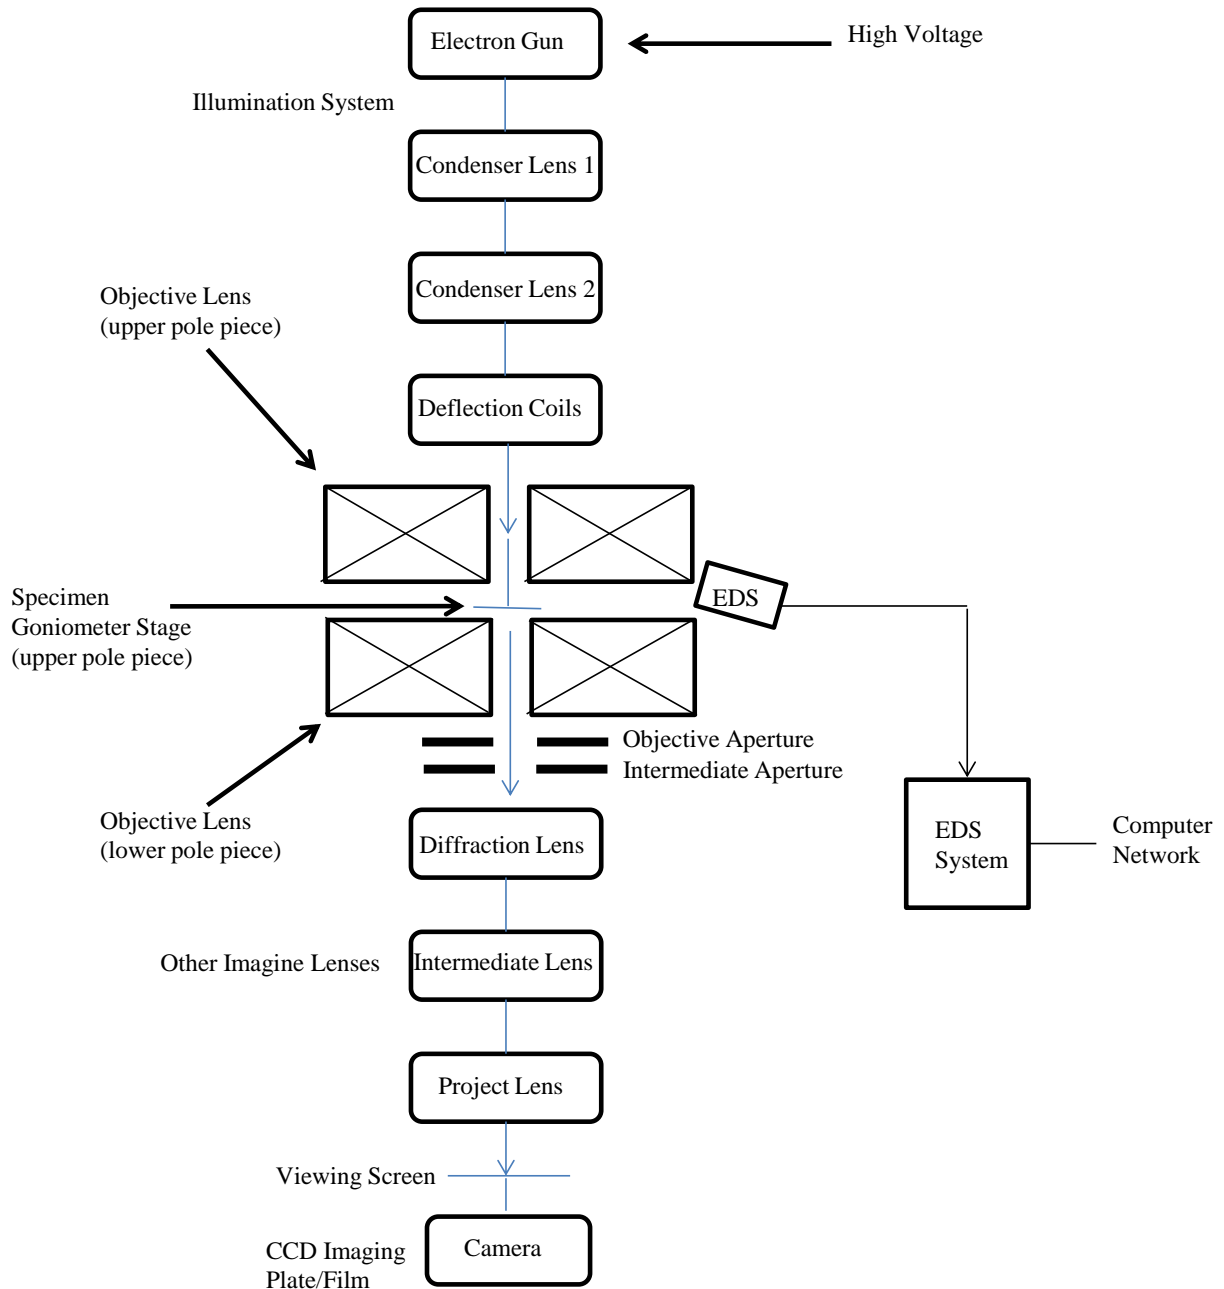 Electron Gun
High Voltage
Illumination System
Condenser Lens 1
Condenser Lens 2
Objective Lens
(upper pole piece)
Deflection Coils
Specimen
Goniometer Stage
(upper pole piece)
EDS
Objective Aperture
Intermediate Aperture
Objective Lens
(lower pole piece)
Diffraction Lens
EDS
System
Computer
Network
Other Imagine Lenses
Intermediate Lens
Project Lens
Viewing Screen
Camera
CCD Imaging
Plate/Film